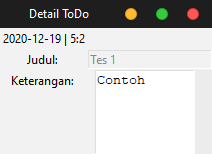 Detail ToDo
2020-12-19 | 5:2
Judul: Tes 1
Keterangan: Contoh